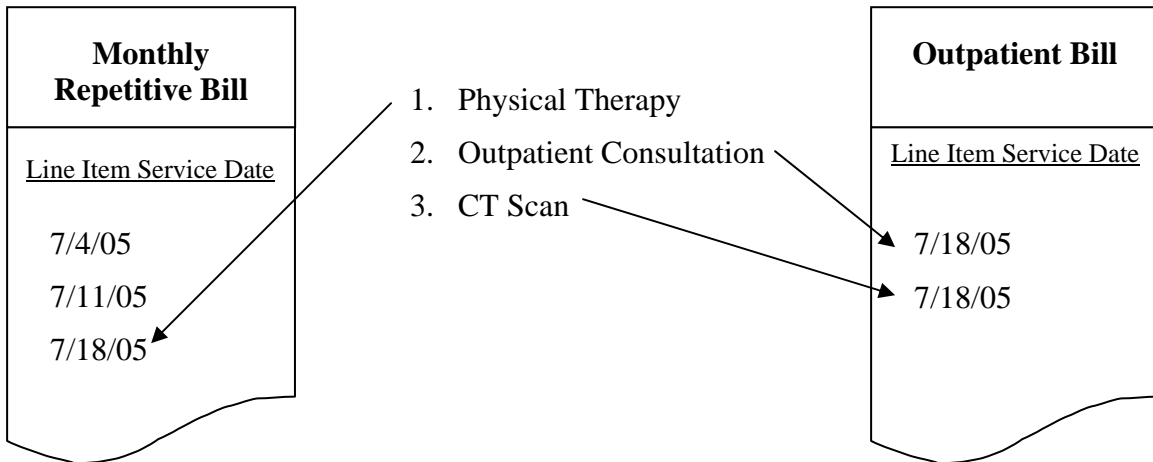 Monthly
Repetitive Bill
Line Item Service Date
7/4/05
7/11/05
7/18/05
1. Physical Therapy
2. Outpatient Consultation
3. CT Scan
Outpatient Bill
Line Item Service Date
7/18/05
7/18/05